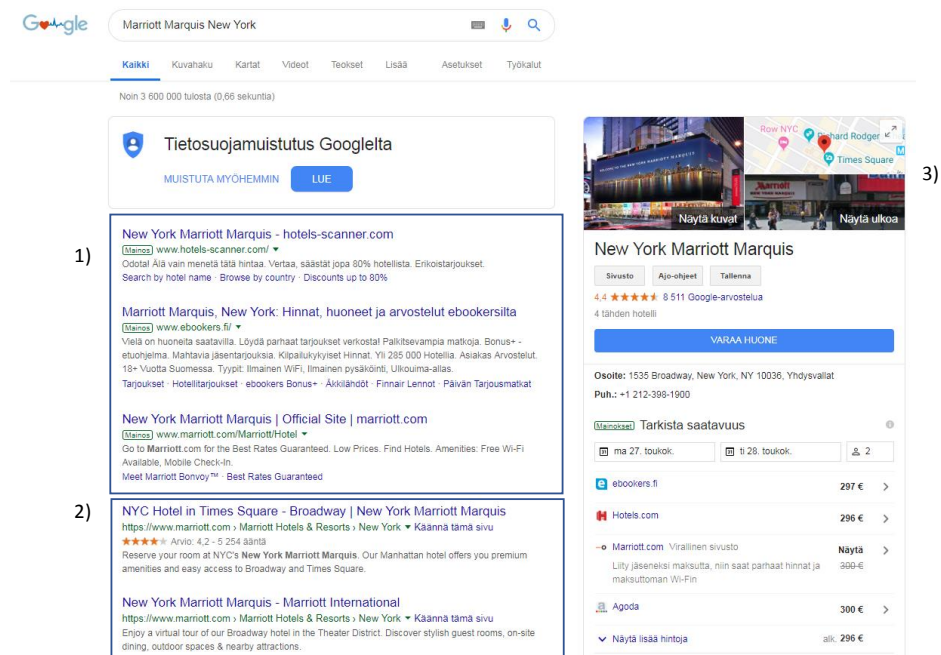 Google
Marriott Marquis New York
Kaikki Kuvahaku Kartat Videot Teokset Lisää Asetukset Työkalut
Noin 3 600 000 tulosta (0,66 sekuntia)
Tietosuojamuistutus Googlelta
MUISTUTA MYÖHEMMIN LUE
1)
New York Marriott Marquis - hotels-scanner.com
Mainos www.hotels-scanner.com/
Odota! Älä vain menetä tätä hintaa. Vertaa, säästät jopa 80% hotellista. Erikoistarjoukset.
Search by hotel name · Browse by country · Discounts up to 80%
Marriott Marquis, New York: Hinnat, huoneet ja arvostelut ebookersilta
Mainos www.ebookers.fi/
Vielä on huoneita saatavilla. Löydä parhaat tarjoukset verkosta! Palkitsevampia matkoja. Bonus+ -
etuohjelma. Mahtavia jäsentarjouksia. Kilpailukykyiset Hinnat. Yli 285 000 Hotellia. Asiakas Arvostelut.
18+ Vuotta Suomessa. Tyypit: Ilmainen WiFi, Ilmainen pysäköinti, Ulkouima-allas.
Tarjoukset · Hotellitarjoukset · ebookers Bonus+ · Äkkilähdöt · Finnair Lennot · Päivän Tarjousmatkat
New York Marriott Marquis | Official Site | marriott.com
Mainos www.marriott.com/Marriott/Hotel
Go to Marriott.com for the Best Rates Guaranteed. Low Prices. Find Hotels. Amenities: Free Wi-Fi
Available, Mobile Check-In.
Meet Marriott Bonvoy™ · Best Rates Guaranteed
2)
NYC Hotel in Times Square - Broadway | New York Marriott Marquis
https://www.marriott.com › Marriott Hotels & Resorts › New York Käännä tämä sivu
Arvio: 4,2 - 5 254 ääntä
Reserve your room at NYC's New York Marriott Marquis. Our Manhattan hotel offers you premium
amenities and easy access to Broadway and Times Square.
New York Marriott Marquis - Marriott International
https://www.marriott.com › Marriott Hotels & Resorts › New York Käännä tämä sivu
Enjoy a virtual tour of our Broadway hotel in the Theater District. Discover stylish guest rooms, on-site
dining, outdoor spaces & nearby attractions.
3)
Row NYC
Richard Rodger
Times Square
M
Marriott
Näytä kuvat
Näytä ulkoa
New York Marriott Marquis
Sivusto Ajo-ohjeet Tallenna
4,4 8 511 Google-arvostelua
4 tähden hotelli
VARAA HUONE
Osoite: 1535 Broadway, New York, NY 10036, Yhdysvallat
Puh.: +1 212-398-1900
Mainokset Tarkista saatavuus
ma 27. toukok. ti 28. toukok. 2
ebookers.fi 297 €
Hotels.com 296 €
Marriott.com Virallinen sivusto Näytä
Liity jäseneksi maksutta, niin saat parhaat hinnat ja 300 €
maksuttoman Wi-Fin
Agoda 300 €
Näytä lisää hintoja alk. 296 €